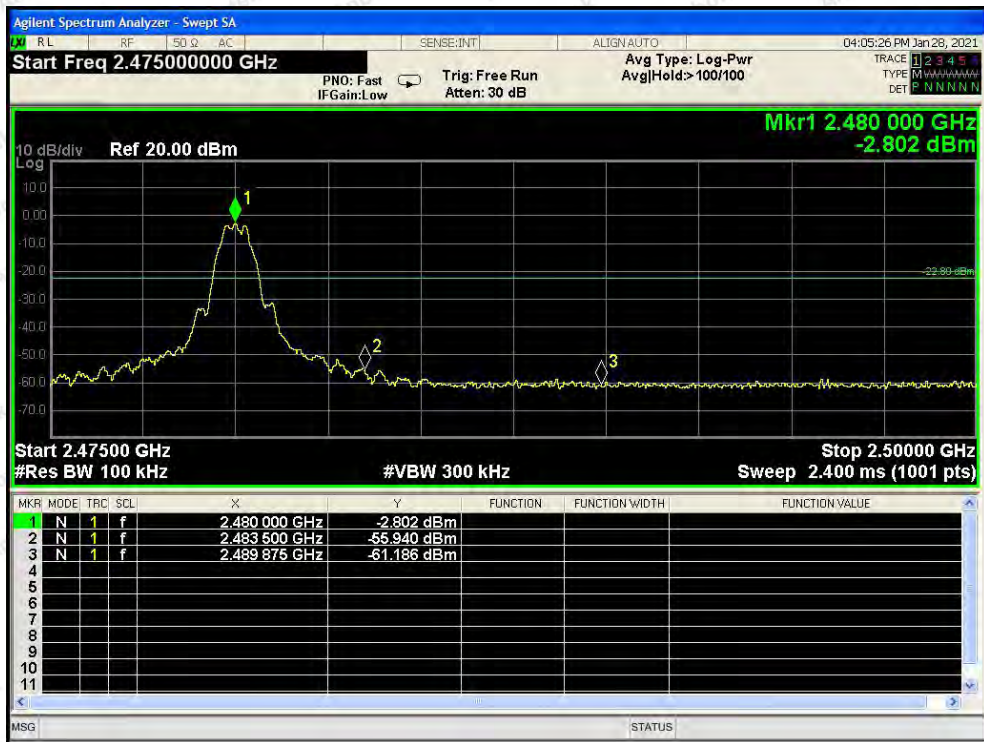 Agilent Spectrum Analyzer - Swept SA
LXI RL RF 50 Ω AC SENSE:INT ALIGN AUTO 04:05:26 PM Jan 28, 2021
Start Freq 2.475000000 GHz
PNO: Fast
IFGain:Low
Trig: Free Run
Atten: 30 dB
Avg Type: Log-Pwr
Avg|Hold:>100/100
TRACE 1 2 3 4 5 6
TYPE MWWWWW
DET P N N N N N
Mkr1 2.480 000 GHz
-2.802 dBm
10 dB/div Ref 20.00 dBm
Log
10.0
0.00
-10.0
-20.0
-30.0
-40.0
-50.0
-60.0
-70.0
1
2
3
-22.80 dBm
Start 2.47500 GHz Stop 2.50000 GHz
#Res BW 100 kHz #VBW 300 kHz Sweep 2.400 ms (1001 pts)
MKR MODE TRC SCL X Y FUNCTION FUNCTION WIDTH FUNCTION VALUE
1 N 1 f 2.480 000 GHz -2.802 dBm
2 N 1 f 2.483 500 GHz -55.940 dBm
3 N 1 f 2.489 875 GHz -61.186 dBm
4
5
6
7
8
9
10
11
MSG STATUS